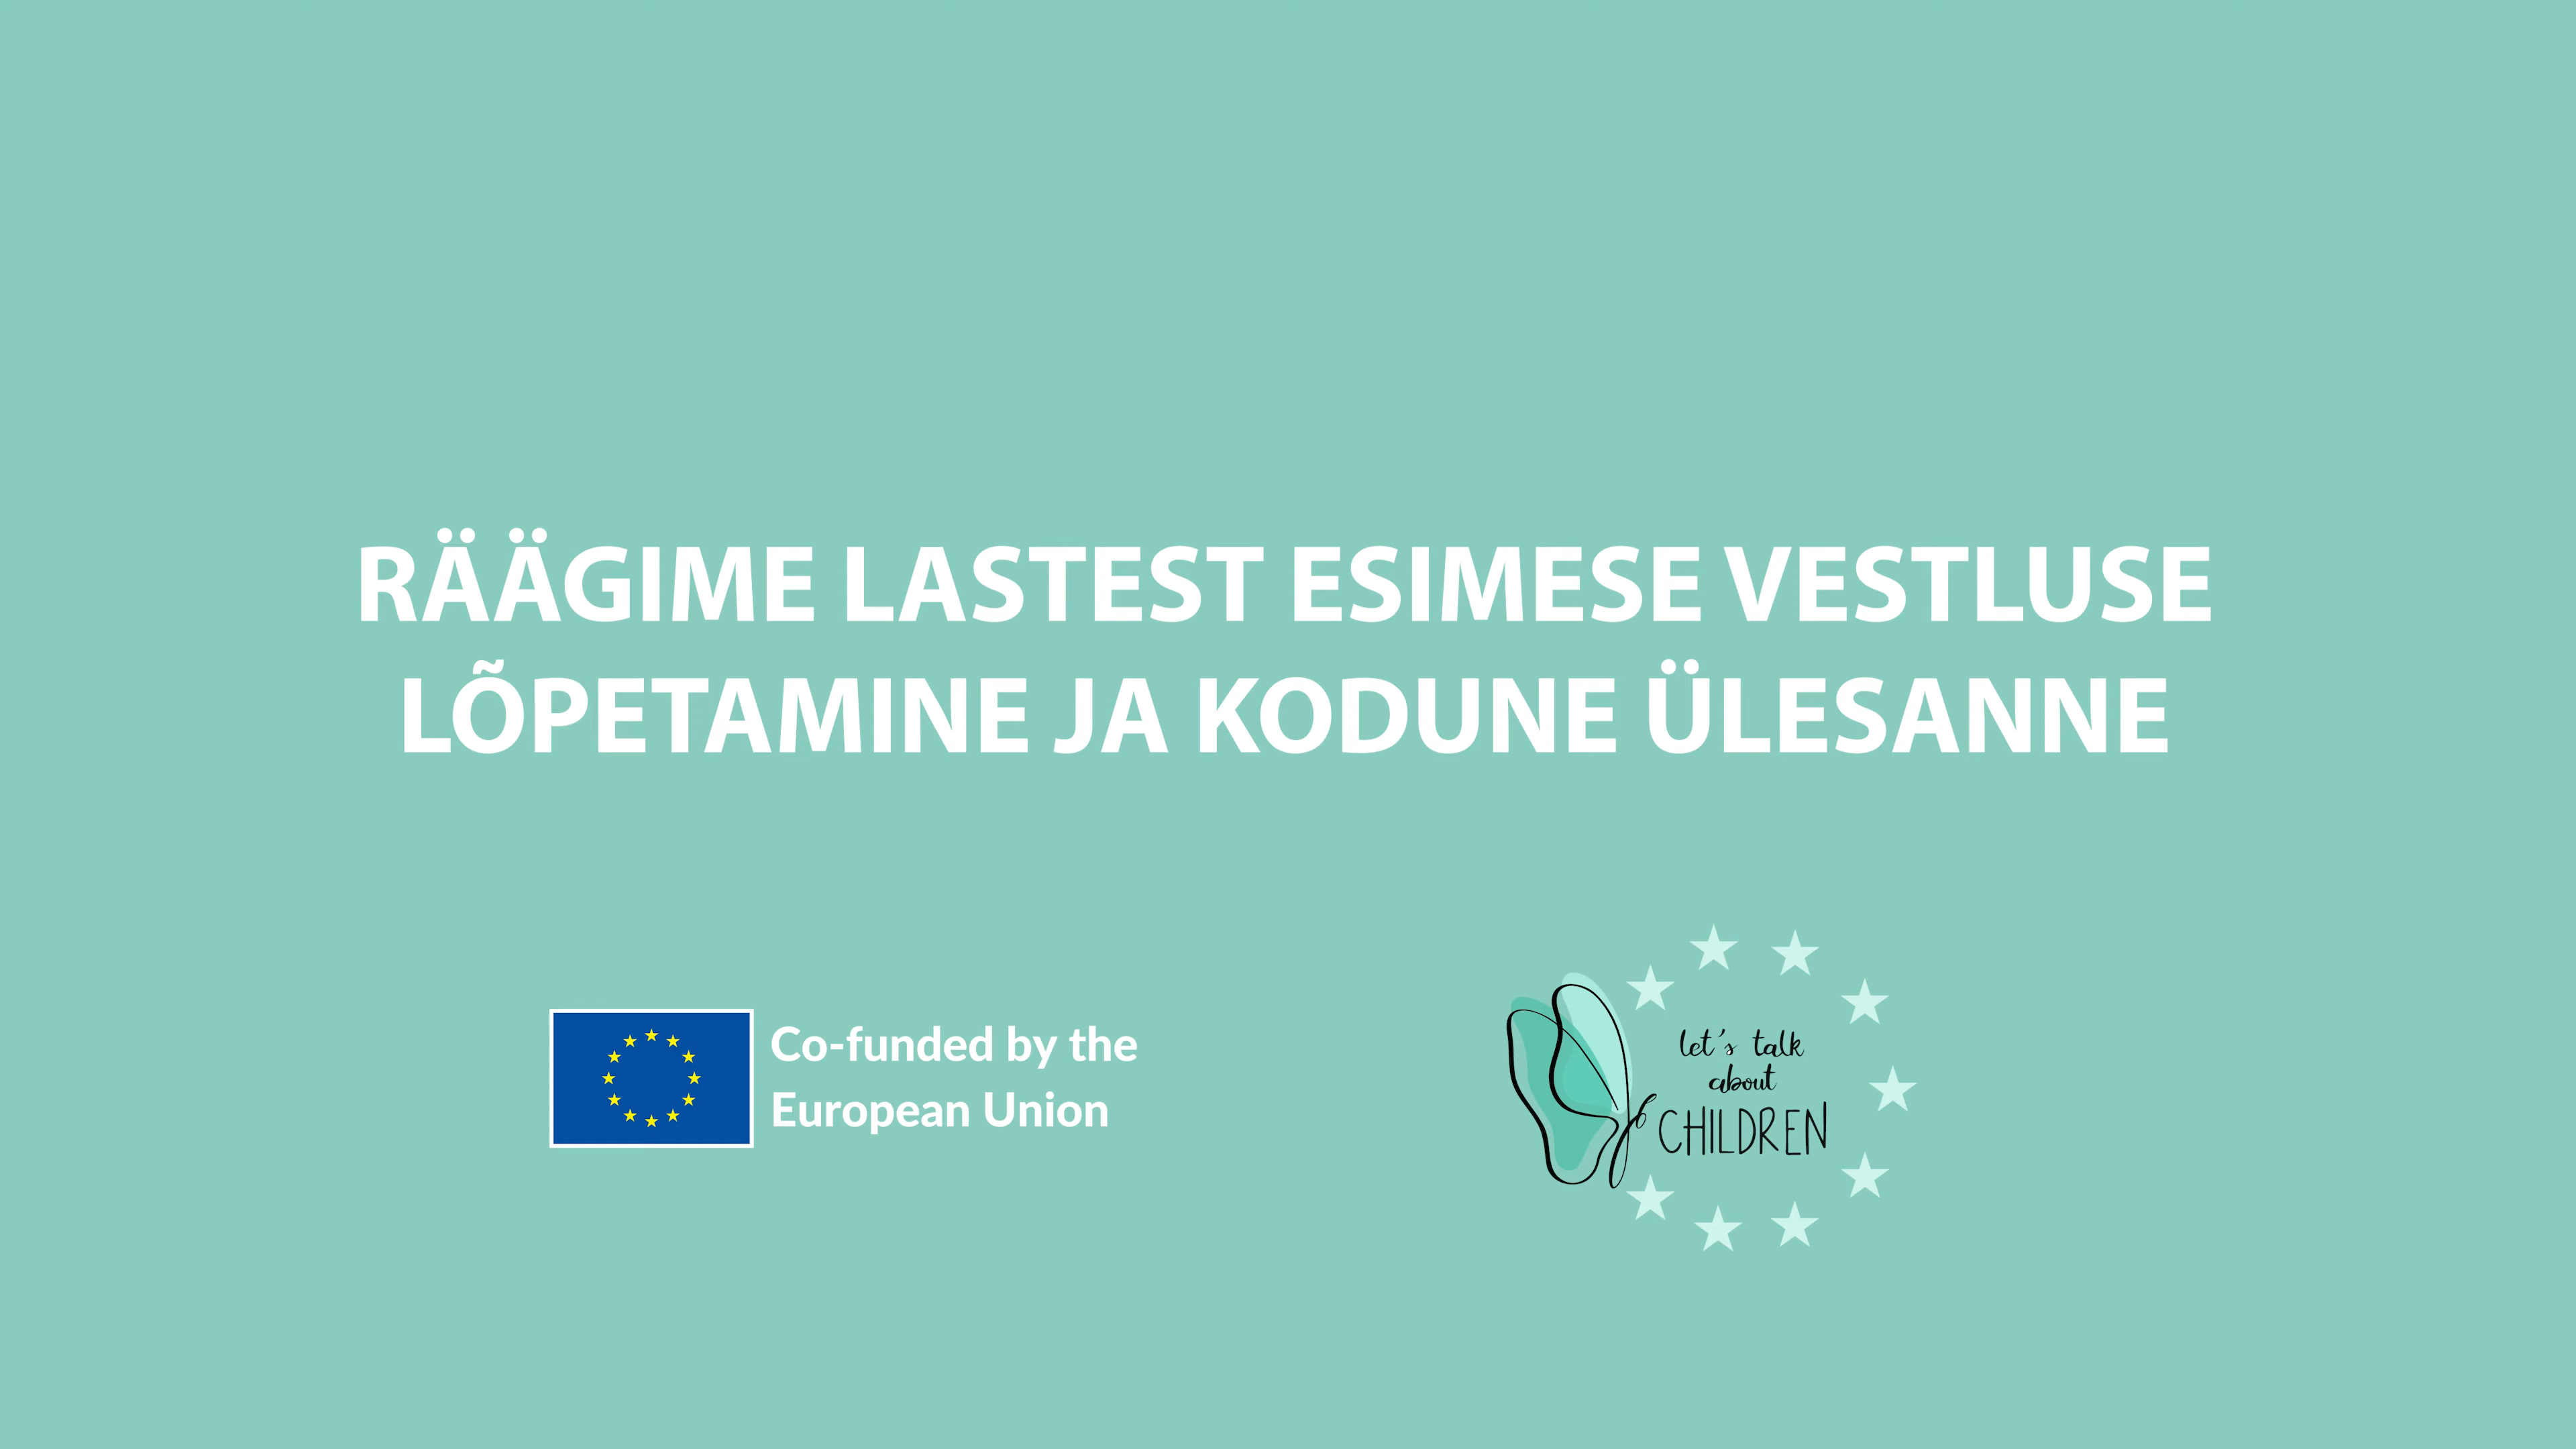 RÄÄGIME LASTEST ESIMESE VESTLUSE
LÕPETAMINE JA KODUNE ÜLESANNE
Co-funded by the
European Union
let's talk
about
CHILDREN